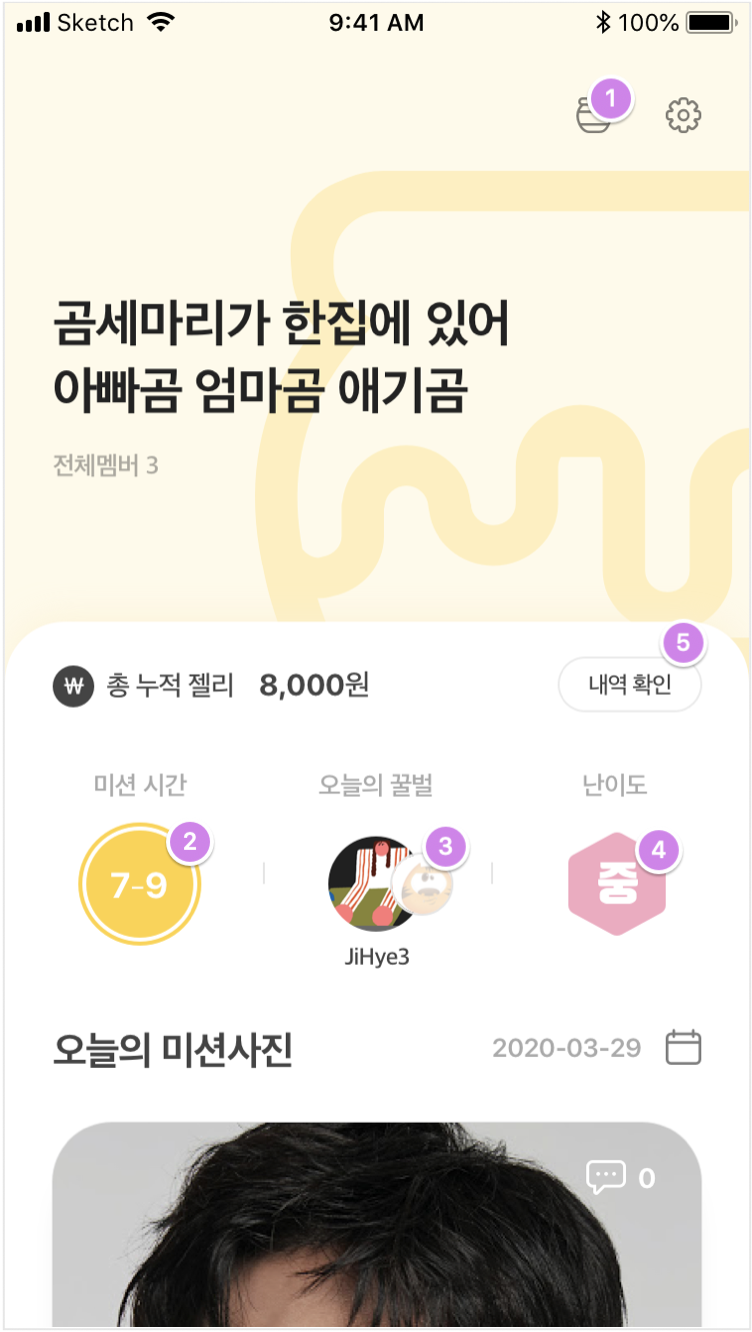 Sketch 9:41 AM 100%
1
곰세마리가 한집에 있어
아빠곰 엄마곰 애기곰
전체멤버 3
5
₩ 총 누적 젤리 8,000원 내역 확인
미션 시간 오늘의 꿀벌 난이도
2 3 4
7-9 중
JiHye3
오늘의 미션사진 2020-03-29
0